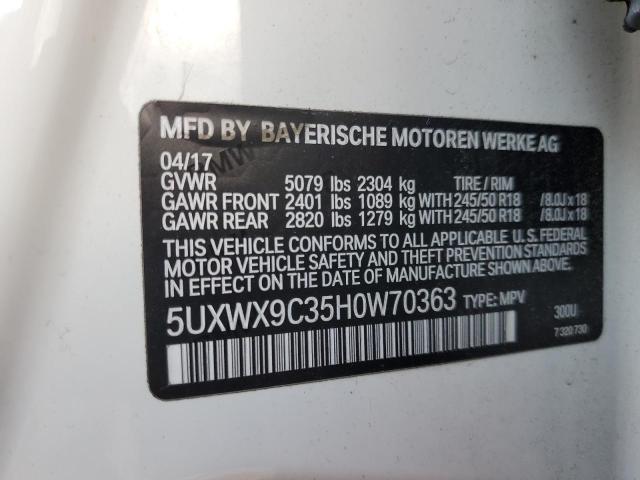 MFD BY BAYERISCHE MOTOREN WERKE AG
04/17
GVWR 5079 lbs 2304 kg TIRE / RIM
GAWR FRONT 2401 lbs 1089 kg WITH 245/50 R18 /8.0J x 18
GAWR REAR 2820 lbs 1279 kg WITH 245/50 R18 /8.0J x 18
THIS VEHICLE CONFORMS TO ALL APPLICABLE U. S. FEDERAL
MOTOR VEHICLE SAFETY AND THEFT PREVENTION STANDARDS
IN EFFECT ON THE DATE OF MANUFACTURE SHOWN ABOVE.
5UXWX9C35H0W70363 TYPE: MPV
300U
7 320 730